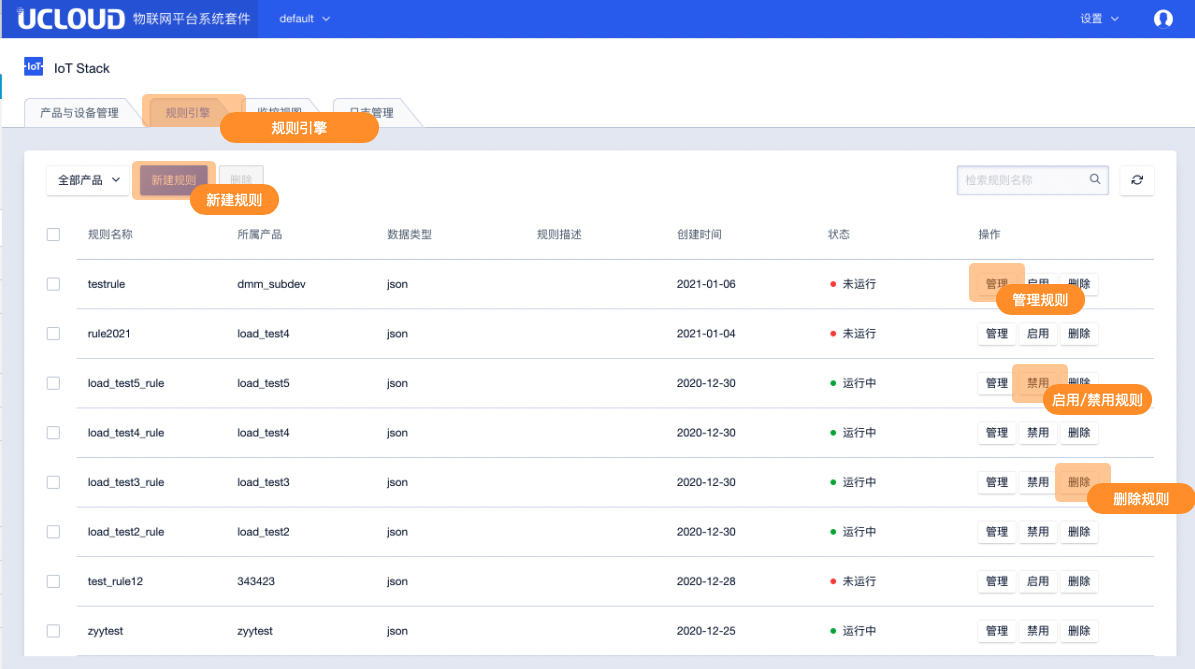 UCLOUD 物联网平台系统套件 default 设置
IoT IoT Stack
产品与设备管理 规则引擎 监控视图 日志管理
规则引擎
全部产品 新建规则 删除 检索规则名称
新建规则
规则名称 所属产品 数据类型 规则描述 创建时间 状态 操作
testrule dmm_subdev json 2021-01-06 未运行 管理 启用 删除
管理规则
rule2021 load_test4 json 2021-01-04 未运行 管理 启用 删除
load_test5_rule load_test5 json 2020-12-30 运行中 管理 禁用 删除
启用/禁用规则
load_test4_rule load_test4 json 2020-12-30 运行中 管理 禁用 删除
load_test3_rule load_test3 json 2020-12-30 运行中 管理 禁用 删除
删除规则
load_test2_rule load_test2 json 2020-12-30 运行中 管理 禁用 删除
test_rule12 343423 json 2020-12-28 未运行 管理 启用 删除
zyytest zyytest json 2020-12-25 运行中 管理 禁用 删除